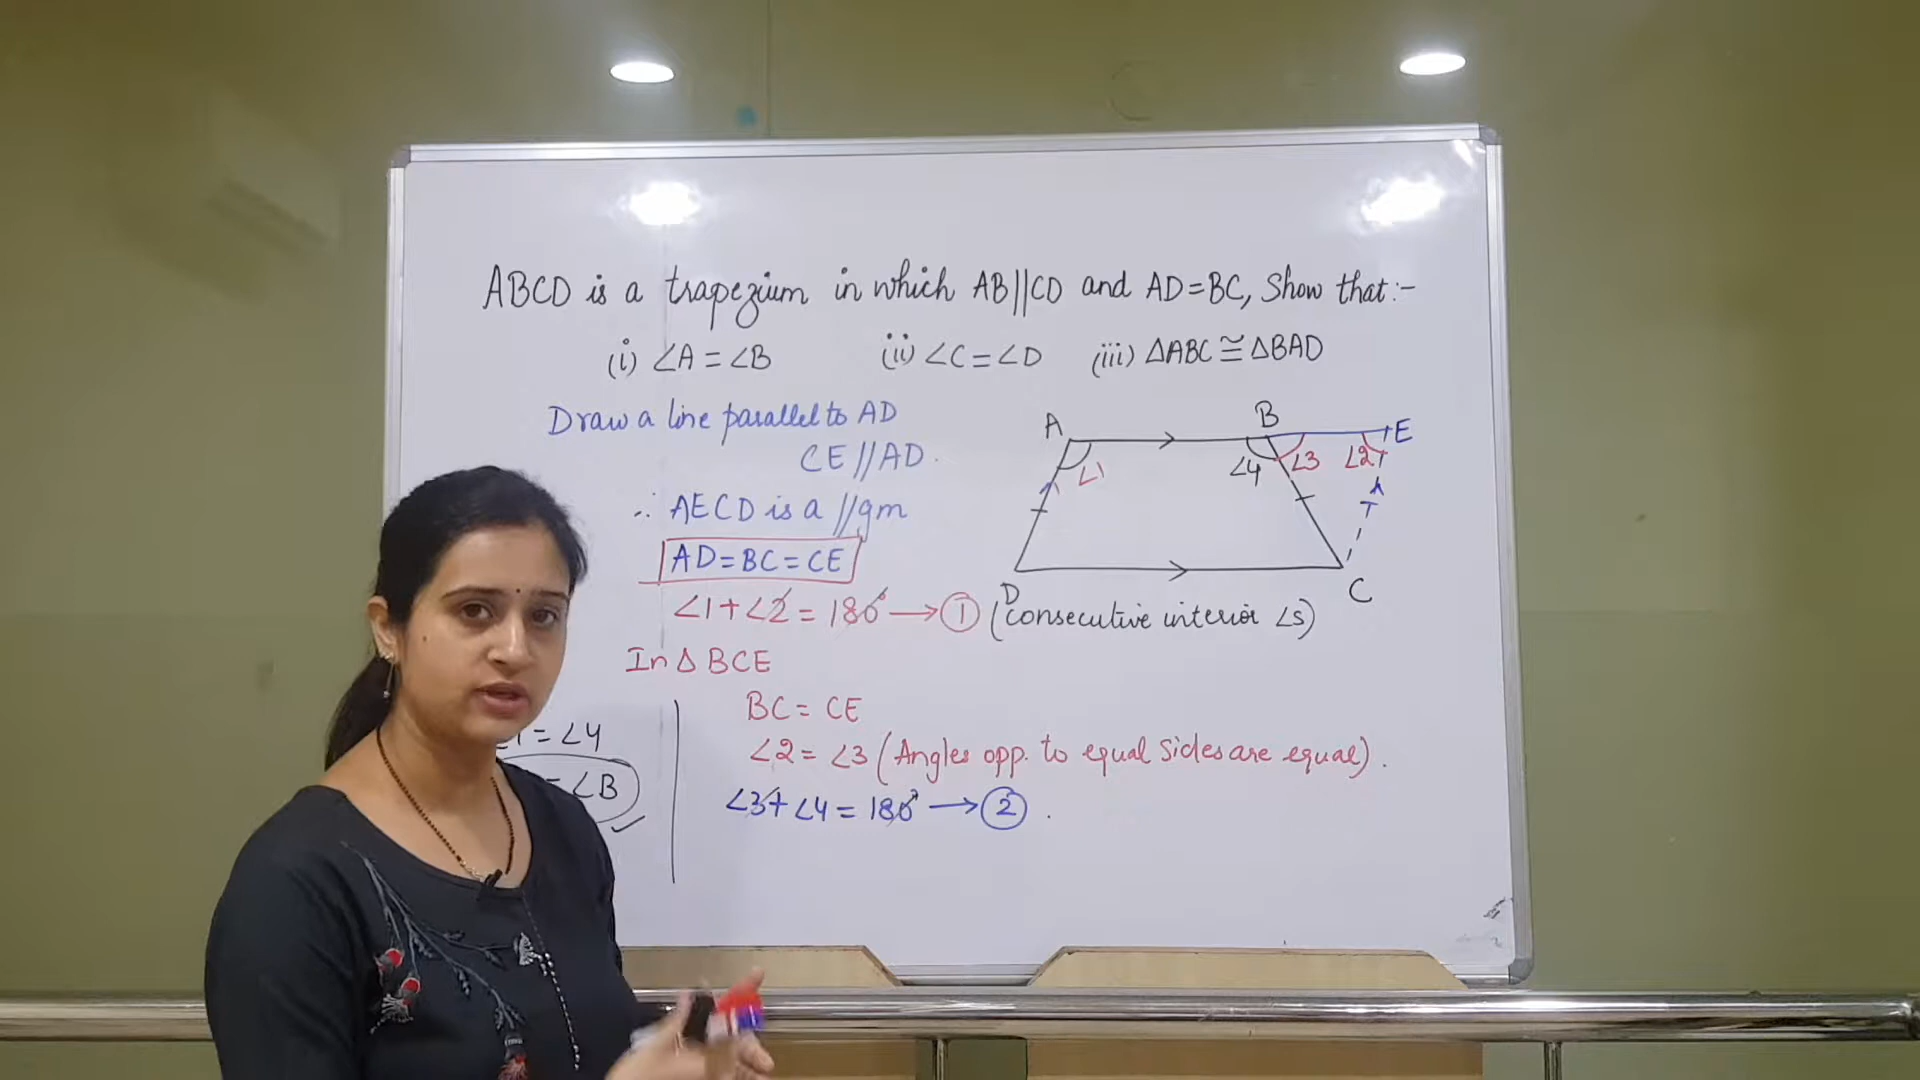 ABCD is a trapezium in which AB//CD and AD=BC, Show that:-
(i) ∠A=∠B (ii) ∠C=∠D (iii) ΔABC≅ΔBAD
Draw a line parallel to AD
CE//AD.
∴ AECD is a //gm
AD=BC=CE
∠1+∠2=180° → ① (consecutive interior ∠s)
In Δ BCE
BC=CE
∠2=∠3 (Angles opp. to equal sides are equal).
∠3+∠4=180° → ② .
∠1=∠4
=∠B
A B E
∠1 ∠4 ∠3 ∠2
D C